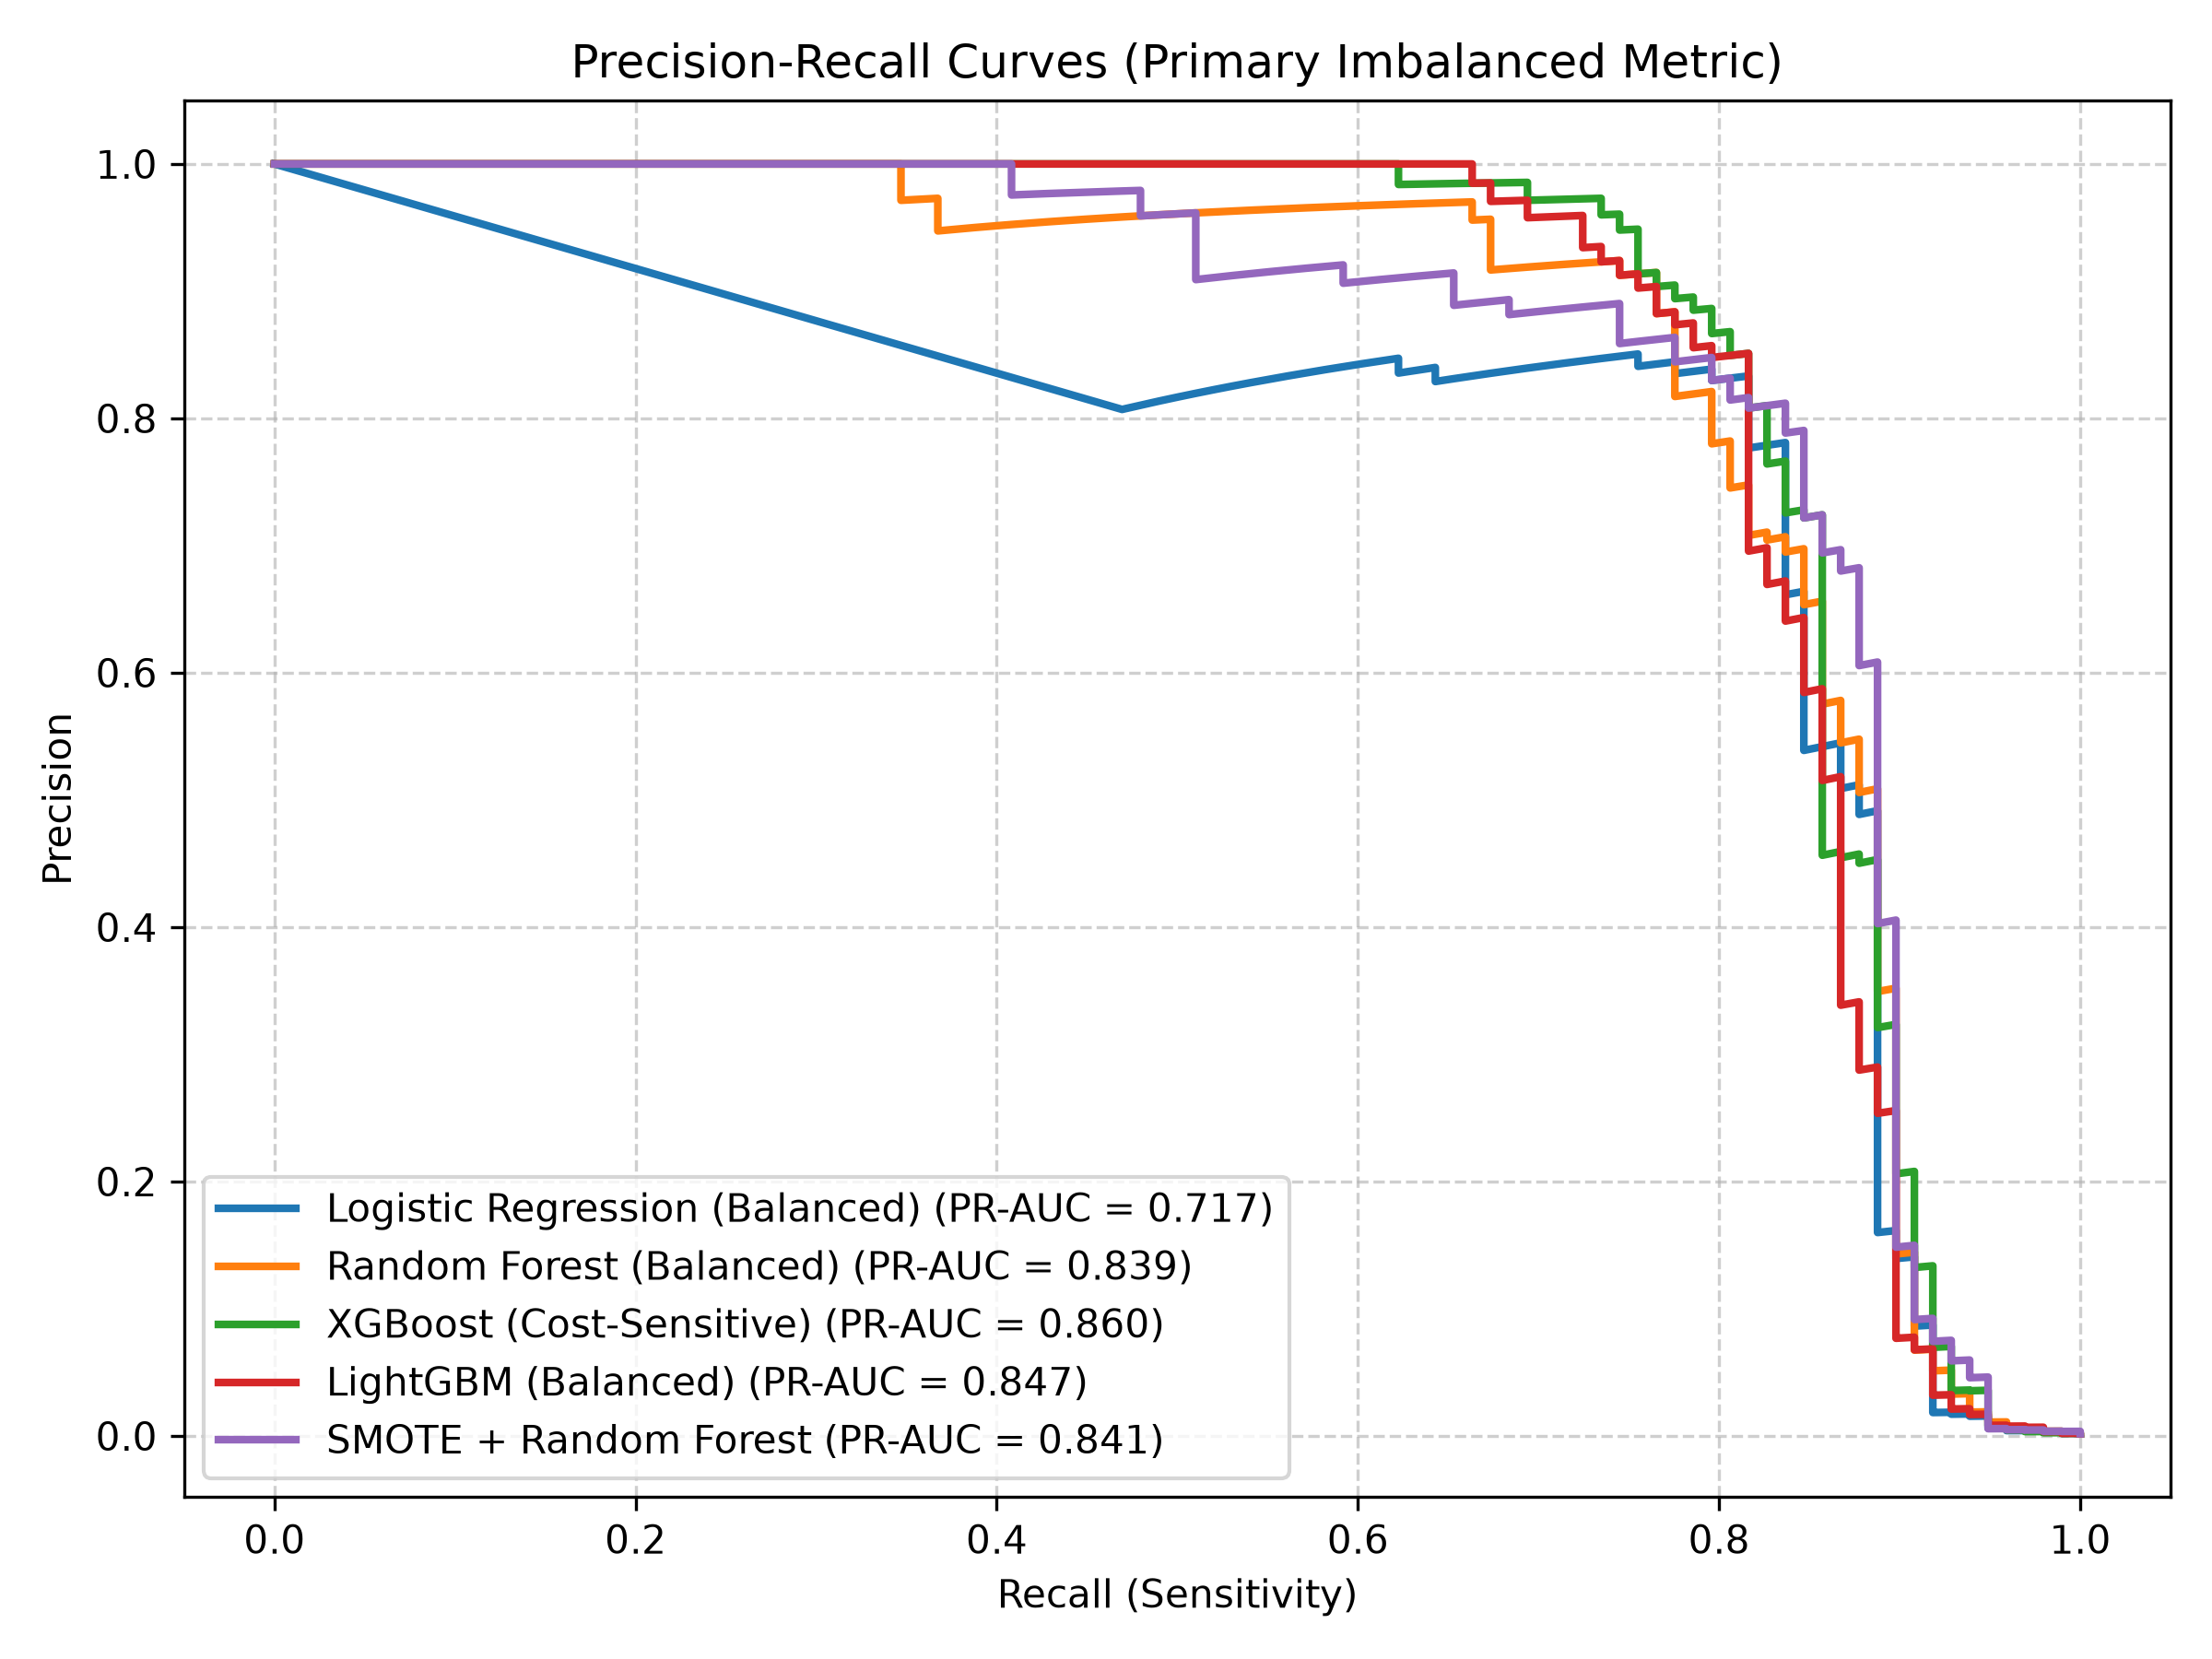 Precision-Recall Curves (Primary Imbalanced Metric)
1.0
0.8
0.6
0.4
0.2
0.0
Precision
Logistic Regression (Balanced) (PR-AUC = 0.717)
Random Forest (Balanced) (PR-AUC = 0.839)
XGBoost (Cost-Sensitive) (PR-AUC = 0.860)
LightGBM (Balanced) (PR-AUC = 0.847)
SMOTE + Random Forest (PR-AUC = 0.841)
0.0 0.2 0.4 0.6 0.8 1.0
Recall (Sensitivity)